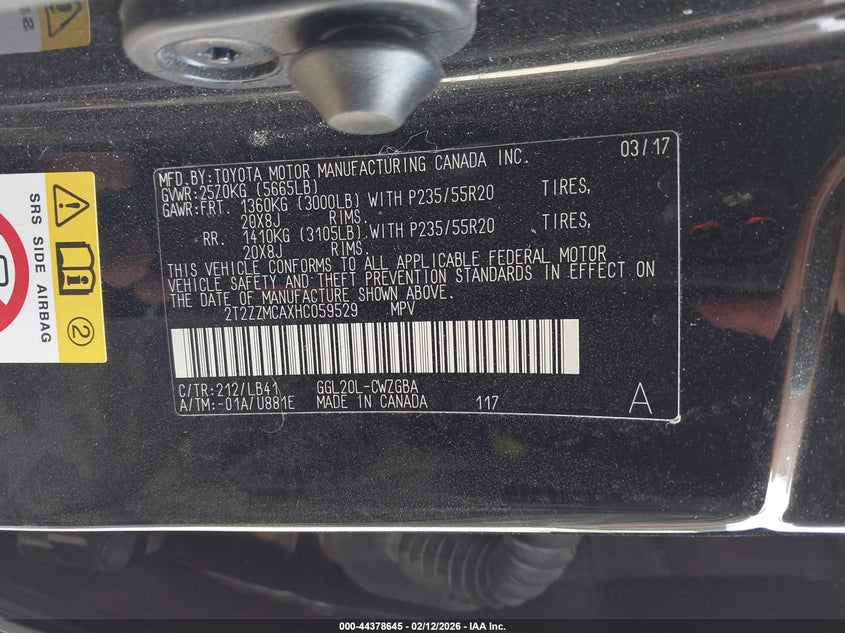 MFD.BY:TOYOTA MOTOR MANUFACTURING CANADA INC. 03/17
GVWR:2570KG (5665LB)
GAWR:FRT. 1360KG (3000LB) WITH P235/55R20 TIRES,
20X8J RIMS.
RR. 1410KG (3105LB) WITH P235/55R20 TIRES,
20X8J RIMS.
THIS VEHICLE CONFORMS TO ALL APPLICABLE FEDERAL MOTOR
VEHICLE SAFETY AND THEFT PREVENTION STANDARDS IN EFFECT ON
THE DATE OF MANUFACTURE SHOWN ABOVE.
2T2ZZMCAXHC059529 MPV
C/TR:212/LB41 GGL20L-CWZGBA
A/TM:-01A/U881E MADE IN CANADA 117 A
SRS SIDE AIRBAG
2
000-44378645 - 02/12/2026 - IAA Inc.